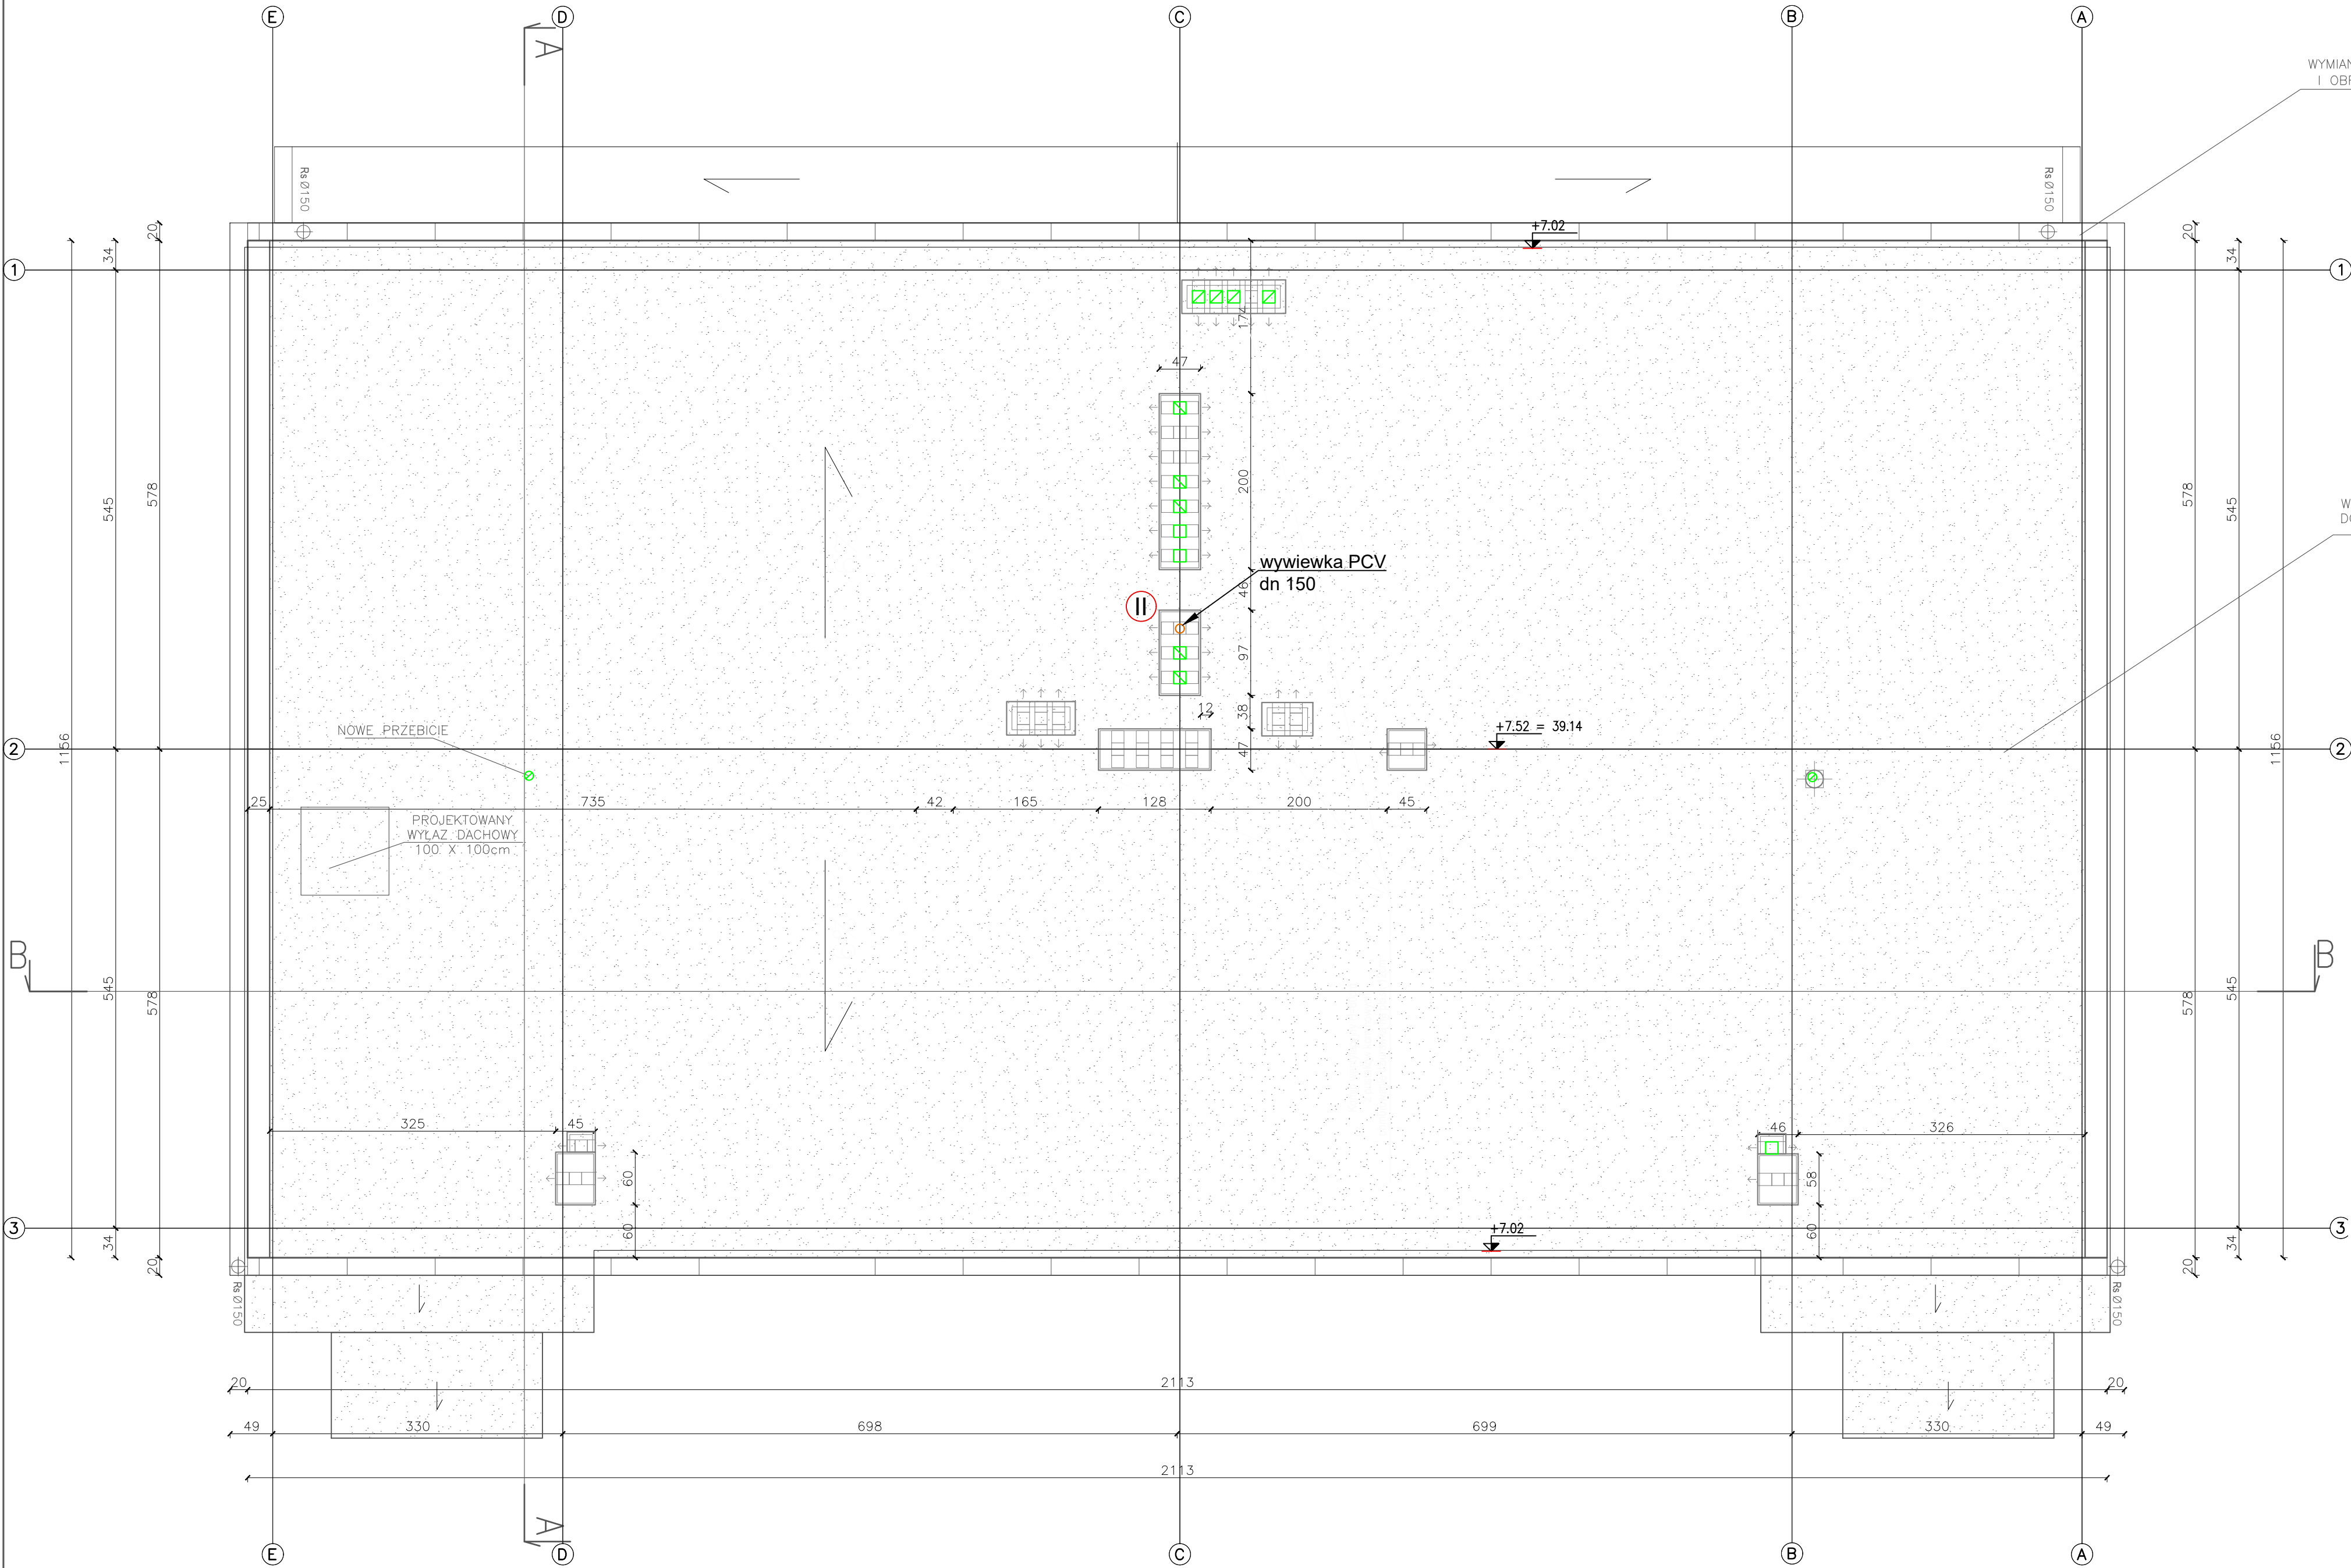 E
D
C
B
A
A
WYMIAN
I OBR
Rs Ø150
Rs Ø150
20
34
+7.02
20
34
1
1
174
47
545
578
200
578
545
W
DO
wywiewka PCV
dn 150
46
II
97
12
38
NOWE PRZEBICIE
+7.52 = 39.14
2
1156
47
1156
2
25
735
42
165
128
200
45
PROJEKTOWANY
WYŁAZ DACHOWY
100 X 100cm
B
B
545
578
578
545
325
45
46
326
60
58
60
60
+7.02
3
3
34
20
34
20
Rs Ø150
Rs Ø150
20
2113
20
49
330
698
699
330
49
2113
A
E
D
C
B
A